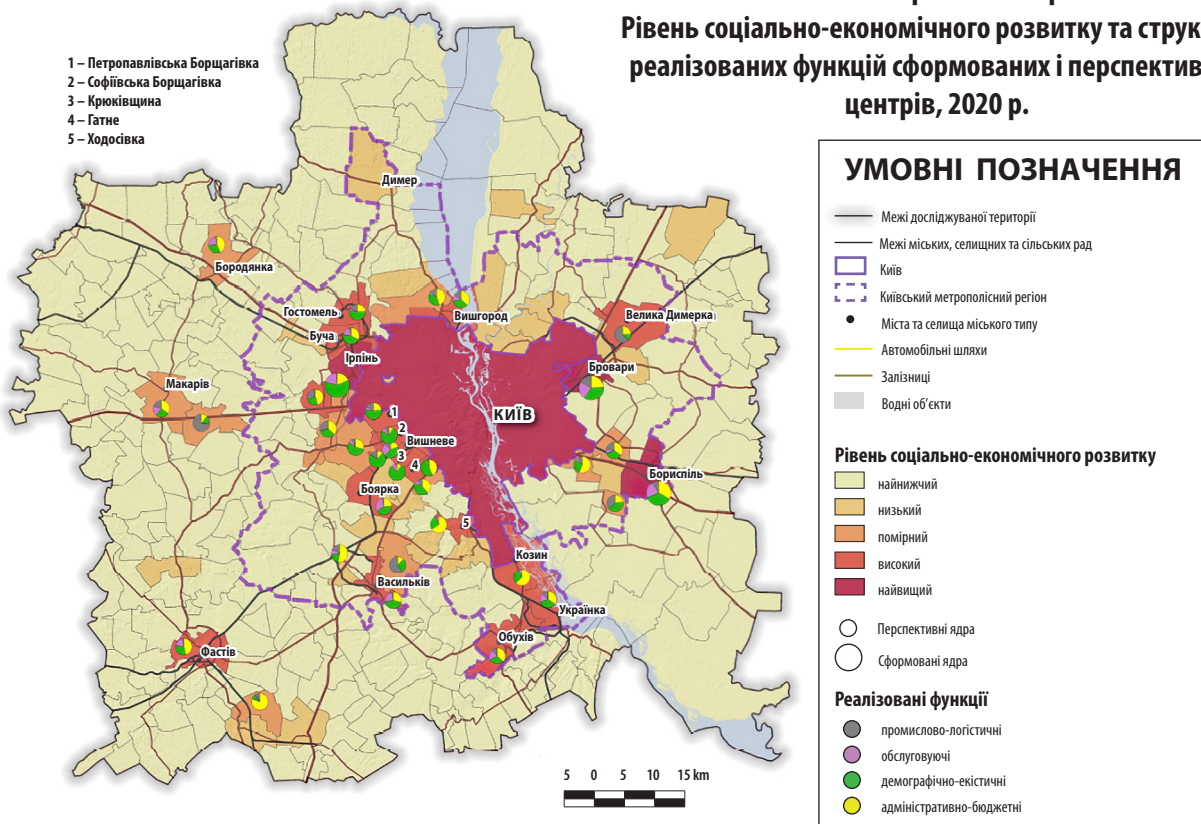 Рівень соціально-економічного розвитку та струк
реалізованих функцій сформованих і перспектив
центрів, 2020 р.
1 – Петропавлівська Борщагівка
2 – Софіївська Борщагівка
3 – Крюківщина
4 – Гатне
5 – Ходосівка
Димер
Бородянка
Гостомель
Вишгород
Велика Димерка
Буча
Ірпінь
Бровари
Макарів
КИЇВ
1
2
Вишневе
3
4
Бориспіль
Боярка
5
Козин
Васильків
Українка
Обухів
Фастів
5 0 5 10 15 km
УМОВНІ ПОЗНАЧЕННЯ
Межі досліджуваної території
Межі міських, селищних та сільських рад
Київ
Київський метрополісний регіон
Міста та селища міського типу
Автомобільні шляхи
Залізниці
Водні об’єкти
Рівень соціально-економічного розвитку
найнижчий
низький
помірний
високий
найвищий
Перспективні ядра
Сформовані ядра
Реалізовані функції
промислово-логістичні
обслуговуючі
демографічно-екістичні
адміністративно-бюджетні